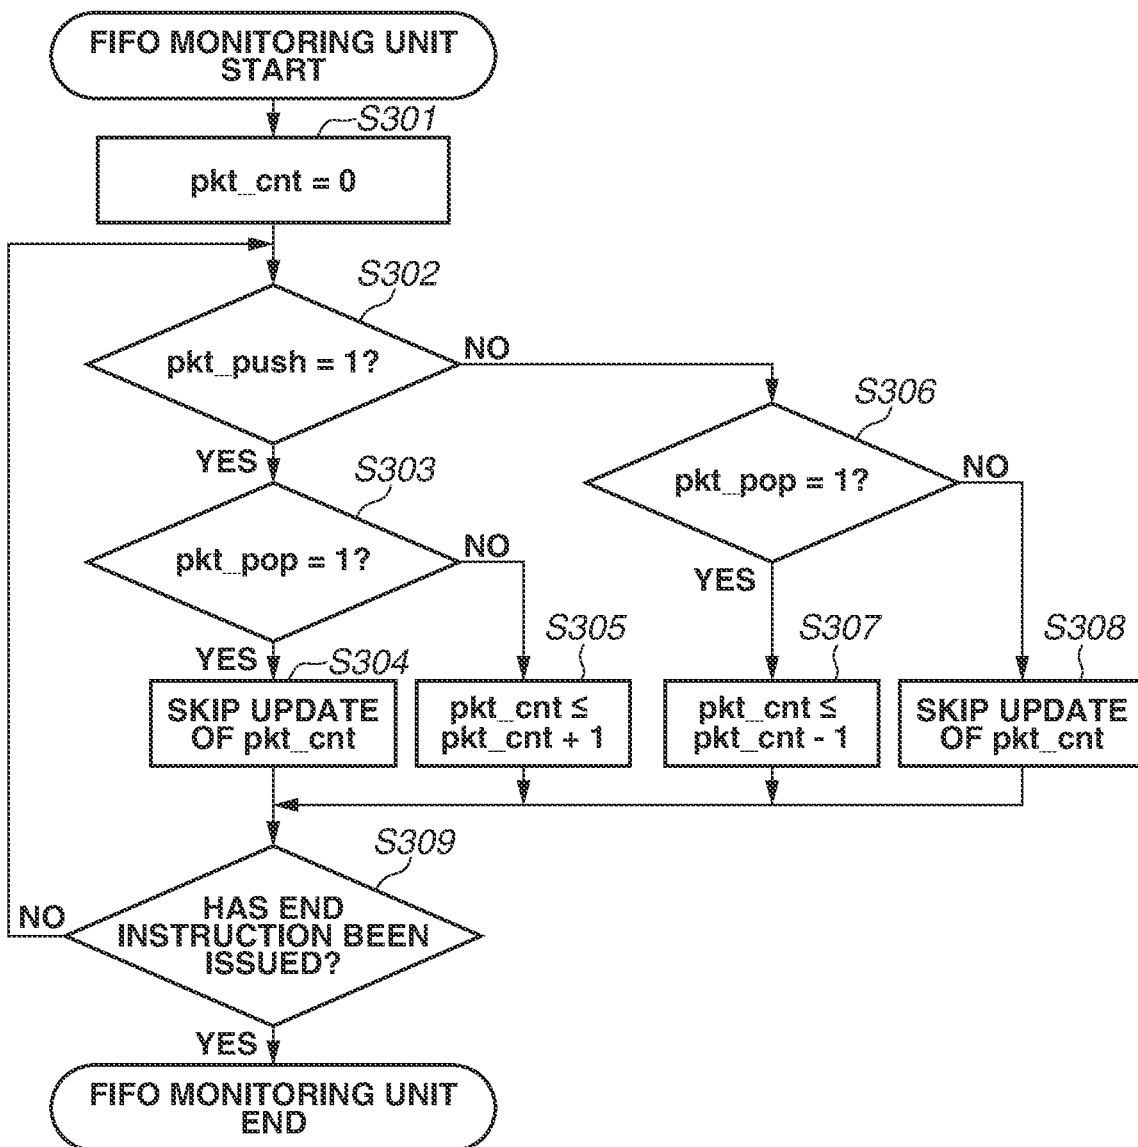 FIFO MONITORING UNIT
START
S301
pkt_cnt = 0
S302
pkt_push = 1?
NO
YES
S306
pkt_pop = 1?
NO
YES
S303
pkt_pop = 1?
NO
YES
S304
SKIP UPDATE
OF pkt_cnt
S305
pkt_cnt ≤
pkt_cnt + 1
S307
pkt_cnt ≤
pkt_cnt - 1
S308
SKIP UPDATE
OF pkt_cnt
S309
HAS END
INSTRUCTION BEEN
ISSUED?
NO
YES
FIFO MONITORING UNIT
END